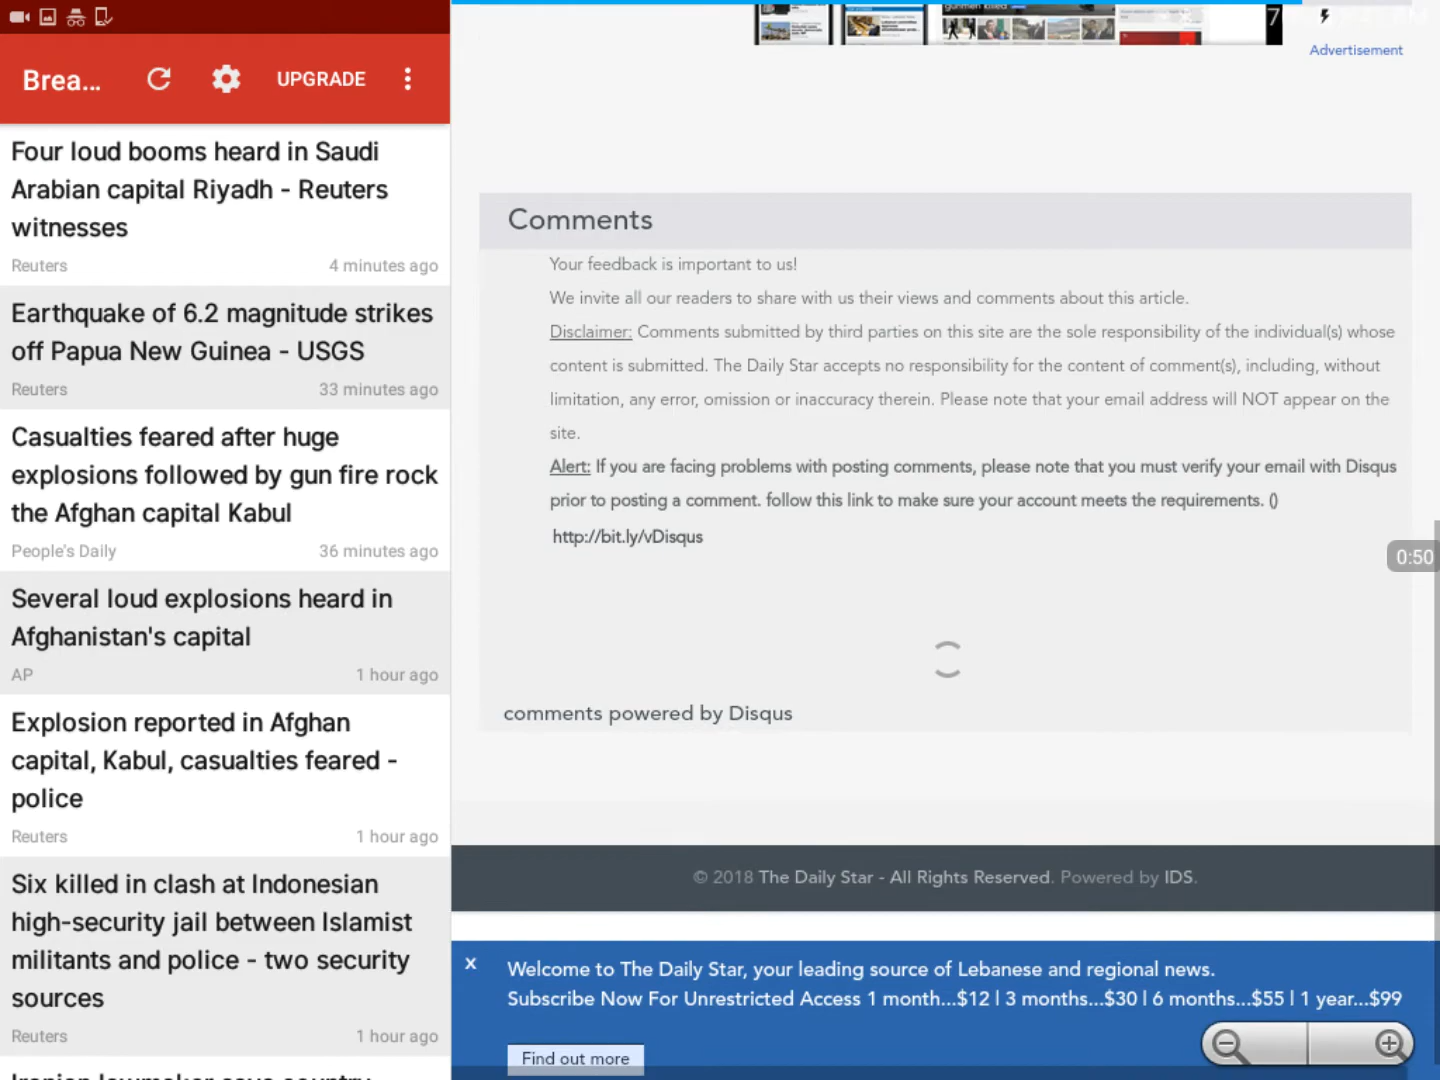 Brea...
UPGRADE
Four loud booms heard in Saudi
Arabian capital Riyadh - Reuters
witnesses
Reuters
4 minutes ago
Earthquake of 6.2 magnitude strikes
off Papua New Guinea - USGS
Reuters
33 minutes ago
Casualties feared after huge
explosions followed by gun fire rock
the Afghan capital Kabul
People's Daily
36 minutes ago
Several loud explosions heard in
Afghanistan's capital
AP
1 hour ago
Explosion reported in Afghan
capital, Kabul, casualties feared -
police
Reuters
1 hour ago
Six killed in clash at Indonesian
high-security jail between Islamist
militants and police - two security
sources
Reuters
1 hour ago
Iranian lawmaker says country
7
Advertisement
Comments
Your feedback is important to us!
We invite all our readers to share with us their views and comments about this article.
Disclaimer: Comments submitted by third parties on this site are the sole responsibility of the individual(s) whose
content is submitted. The Daily Star accepts no responsibility for the content of comment(s), including, without
limitation, any error, omission or inaccuracy therein. Please note that your email address will NOT appear on the
site.
Alert: If you are facing problems with posting comments, please note that you must verify your email with Disqus
prior to posting a comment. follow this link to make sure your account meets the requirements. ()
http://bit.ly/vDisqus
0:50
comments powered by Disqus
© 2018 The Daily Star - All Rights Reserved. Powered by IDS.
x
Welcome to The Daily Star, your leading source of Lebanese and regional news.
Subscribe Now For Unrestricted Access 1 month...$12 | 3 months...$30 | 6 months...$55 | 1 year...$99
Find out more